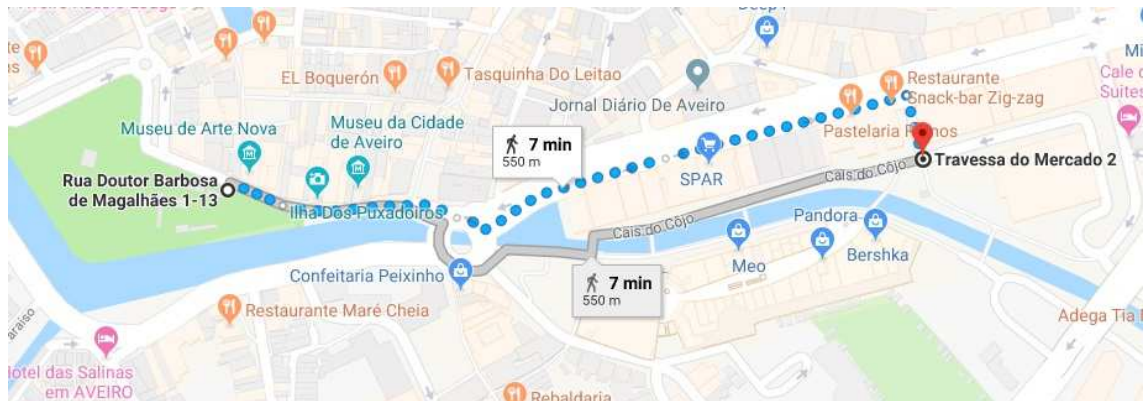 EL Boquerón
Tasquinha Do Leitao
Jornal Diário De Aveiro
Restaurante
Snack-bar Zig-zag
Museu de Arte Nova
Museu da Cidade
de Aveiro
7 min
550 m
SPAR
Travessa do Mercado 2
Rua Doutor Barbosa
de Magalhães 1-13
Ilha Dos Puxadoiros
Cais do Côjo
Cais do Côjo
Pandora
Bershka
Meo
Confeitaria Peixinho
7 min
550 m
Restaurante Maré Cheia
Adega Tia
Hotel das Salinas
em AVEIRO
Rebaldaria